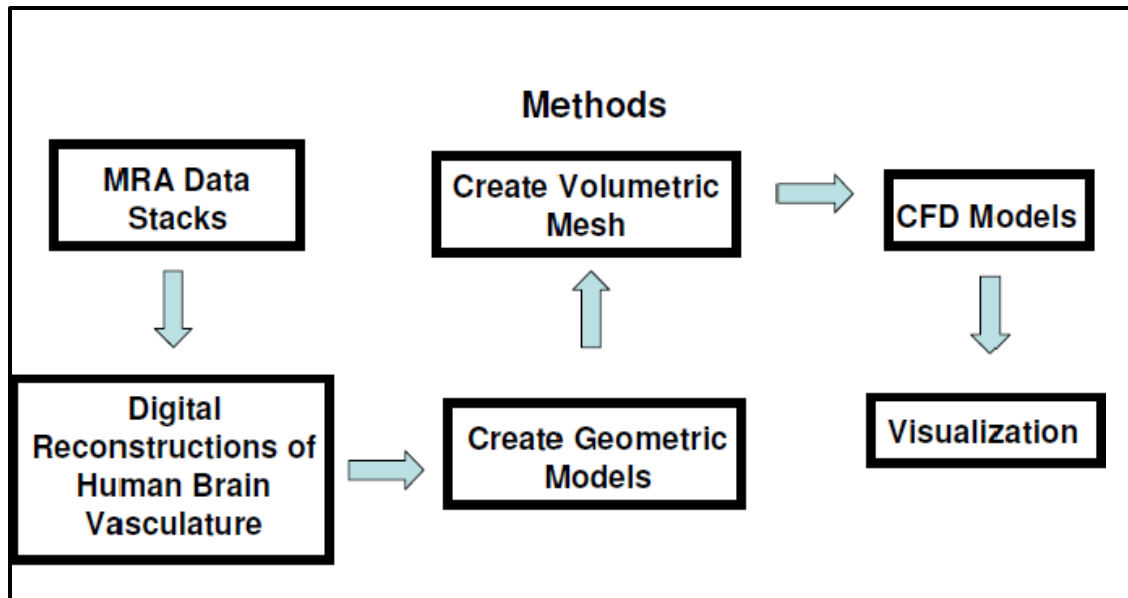 Methods
MRA Data
Stacks
Digital
Reconstructions of
Human Brain
Vasculature
Create Geometric
Models
Create Volumetric
Mesh
CFD Models
Visualization